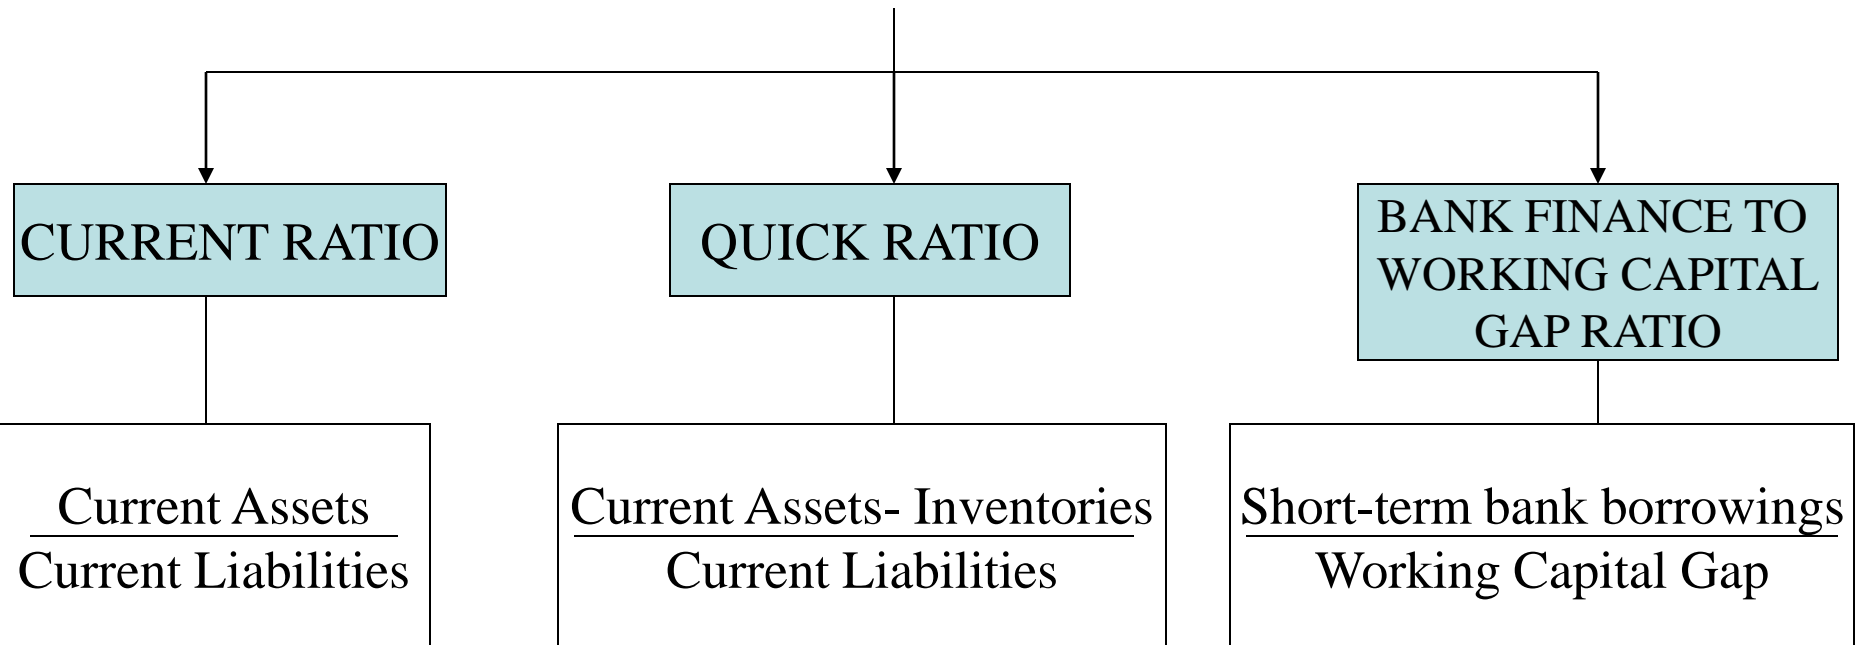 CURRENT RATIO
QUICK RATIO
BANK FINANCE TO
WORKING CAPITAL
GAP RATIO
Current Assets
Current Liabilities
Current Assets- Inventories
Current Liabilities
Short-term bank borrowings
Working Capital Gap